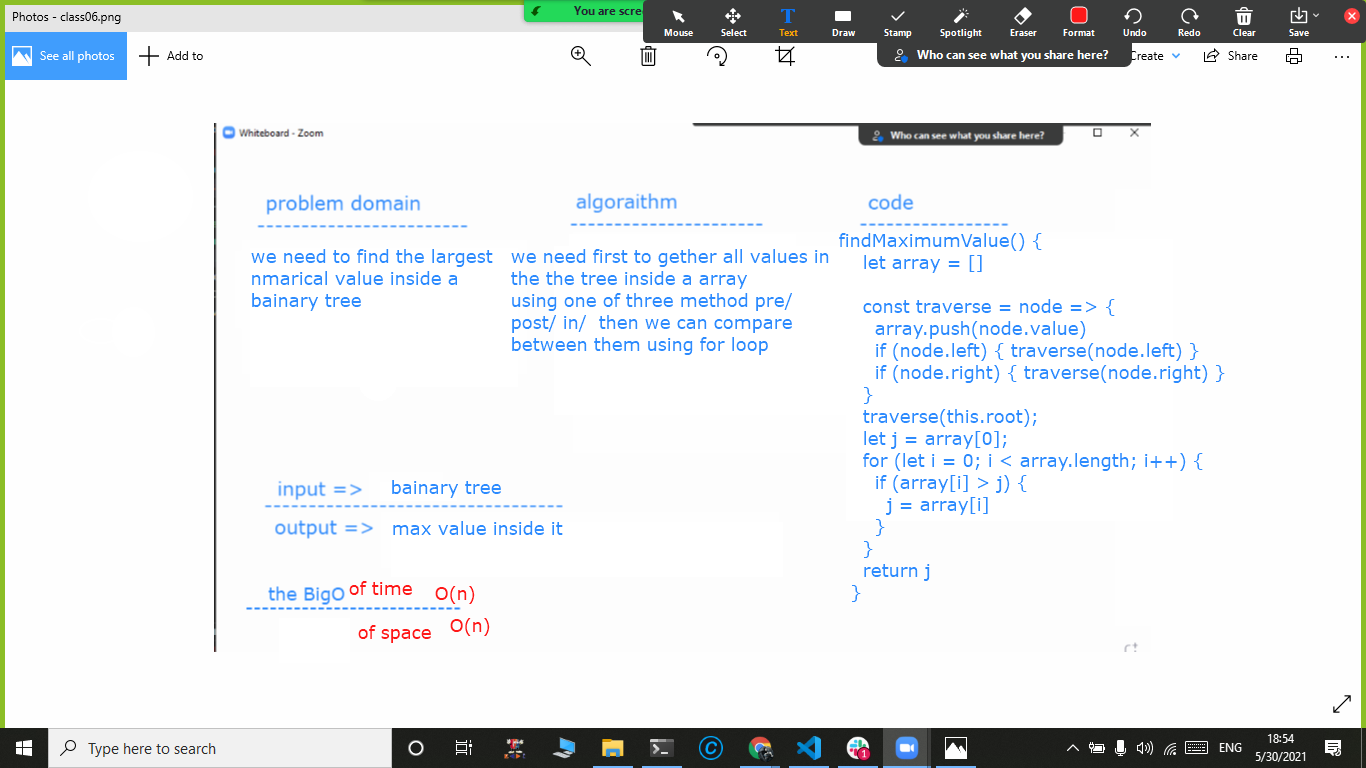 Photos - class06.png
You are scree
Mouse
Select
Text
Draw
Stamp
Spotlight
Eraser
Format
Undo
Redo
Clear
Save
See all photos
Add to
Who can see what you share here?
Create
Share
Whiteboard - Zoom
Who can see what you share here?
problem domain
we need to find the largest
nmarical value inside a
bainary tree
algoraithm
we need first to gether all values in
the the tree inside a array
using one of three method pre/
post/ in/ then we can compare
between them using for loop
code
findMaximumValue() {
let array = []
const traverse = node => {
array.push(node.value)
if (node.left) { traverse(node.left) }
if (node.right) { traverse(node.right) }
}
traverse(this.root);
let j = array[0];
for (let i = 0; i < array.length; i++) {
if (array[i] > j) {
j = array[i]
}
}
return j
}
input => bainary tree
output => max value inside it
the BigO of time O(n)
of space O(n)
Type here to search
1
ENG
18:54
5/30/2021